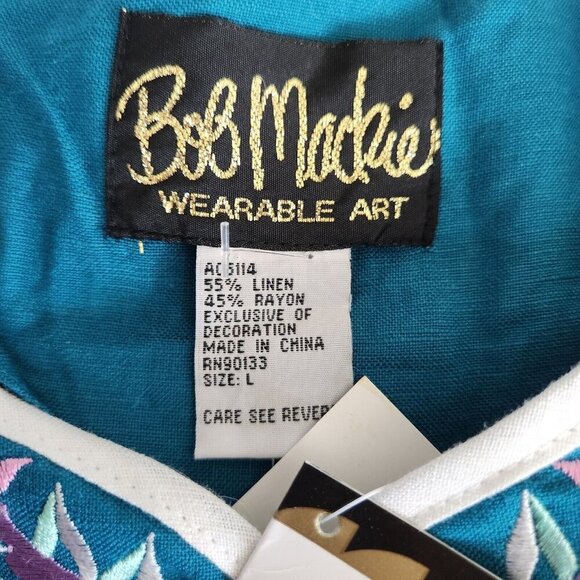 Bob Mackie
WEARABLE ART
AC5114
55% LINEN
45% RAYON
EXCLUSIVE OF
DECORATION
MADE IN CHINA
RN90133
SIZE: L
CARE SEE REVER